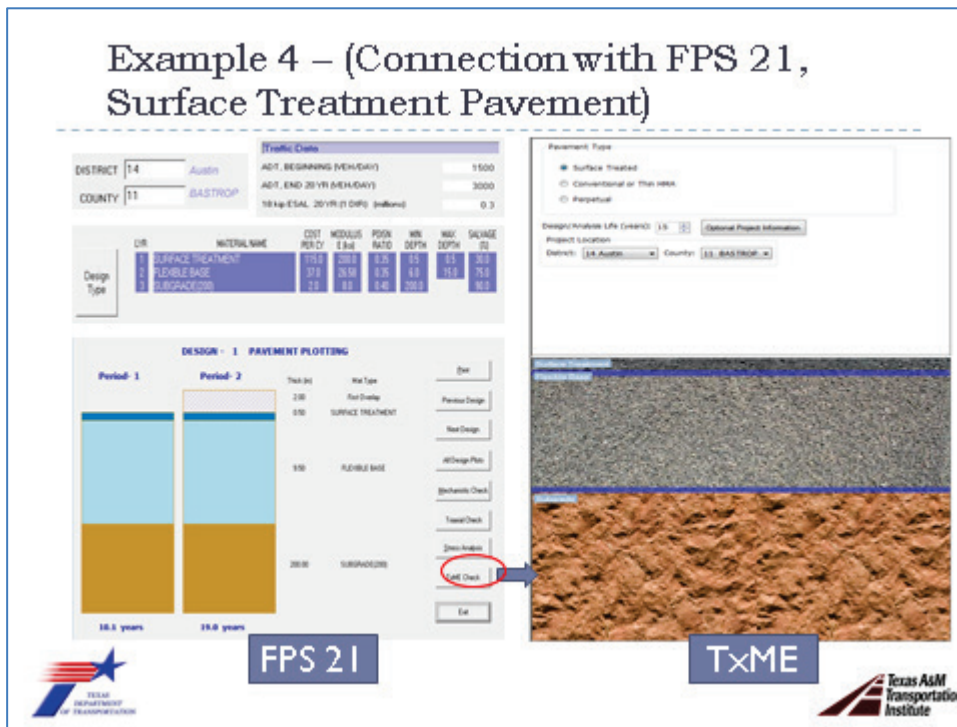 Example 4 – (Connection with FPS 21,
Surface Treatment Pavement)
DISTRICT 14 Austin
COUNTY 11 BASTROP
Traffic Data
ADT, BEGINNING (VEH/DAY) 1500
ADT, END 20 YR (VEH/DAY) 3000
18 kip ESAL 20 YR (1 DIR) (millions) 0.3
Design
Type
LYR MATERIAL NAME COST PER CY MODULUS E (ksi) POISN RATIO MIN DEPTH MAX DEPTH SALVAGE (%)
1 SURFACE TREATMENT 115.0 200.0 0.35 0.5 0.5 30.0
2 FLEXIBLE BASE 37.0 26.58 0.35 6.0 15.0 75.0
3 SUBGRADE(200) 2.0 8.0 0.40 200.0 90.0
DESIGN - 1 PAVEMENT PLOTTING
Period- 1 Period- 2
Thick (in) Mat Type
2.00 Overlay
0.50 SURFACE TREATMENT
9.50 FLEXIBLE BASE
200.00 SUBGRADE(200)
10.1 years 19.8 years
Print
Previous Design
Next Design
All Design Plots
Mechanistic Check
Triaxial Check
Stress Analysis
TxME Check
Exit
Pavement Type
Surface Treated
Conventional or Thin HMA
Perpetual
Design/Analysis Life (years): 15 Optional Project Information
Project Location
District: 14 Austin County: 11 BASTROP
Surface Treatment
Flexible Base
Subgrade
FPS 21
TxME
TEXAS
DEPARTMENT
OF TRANSPORTATION
Texas A&M
Transportation
Institute